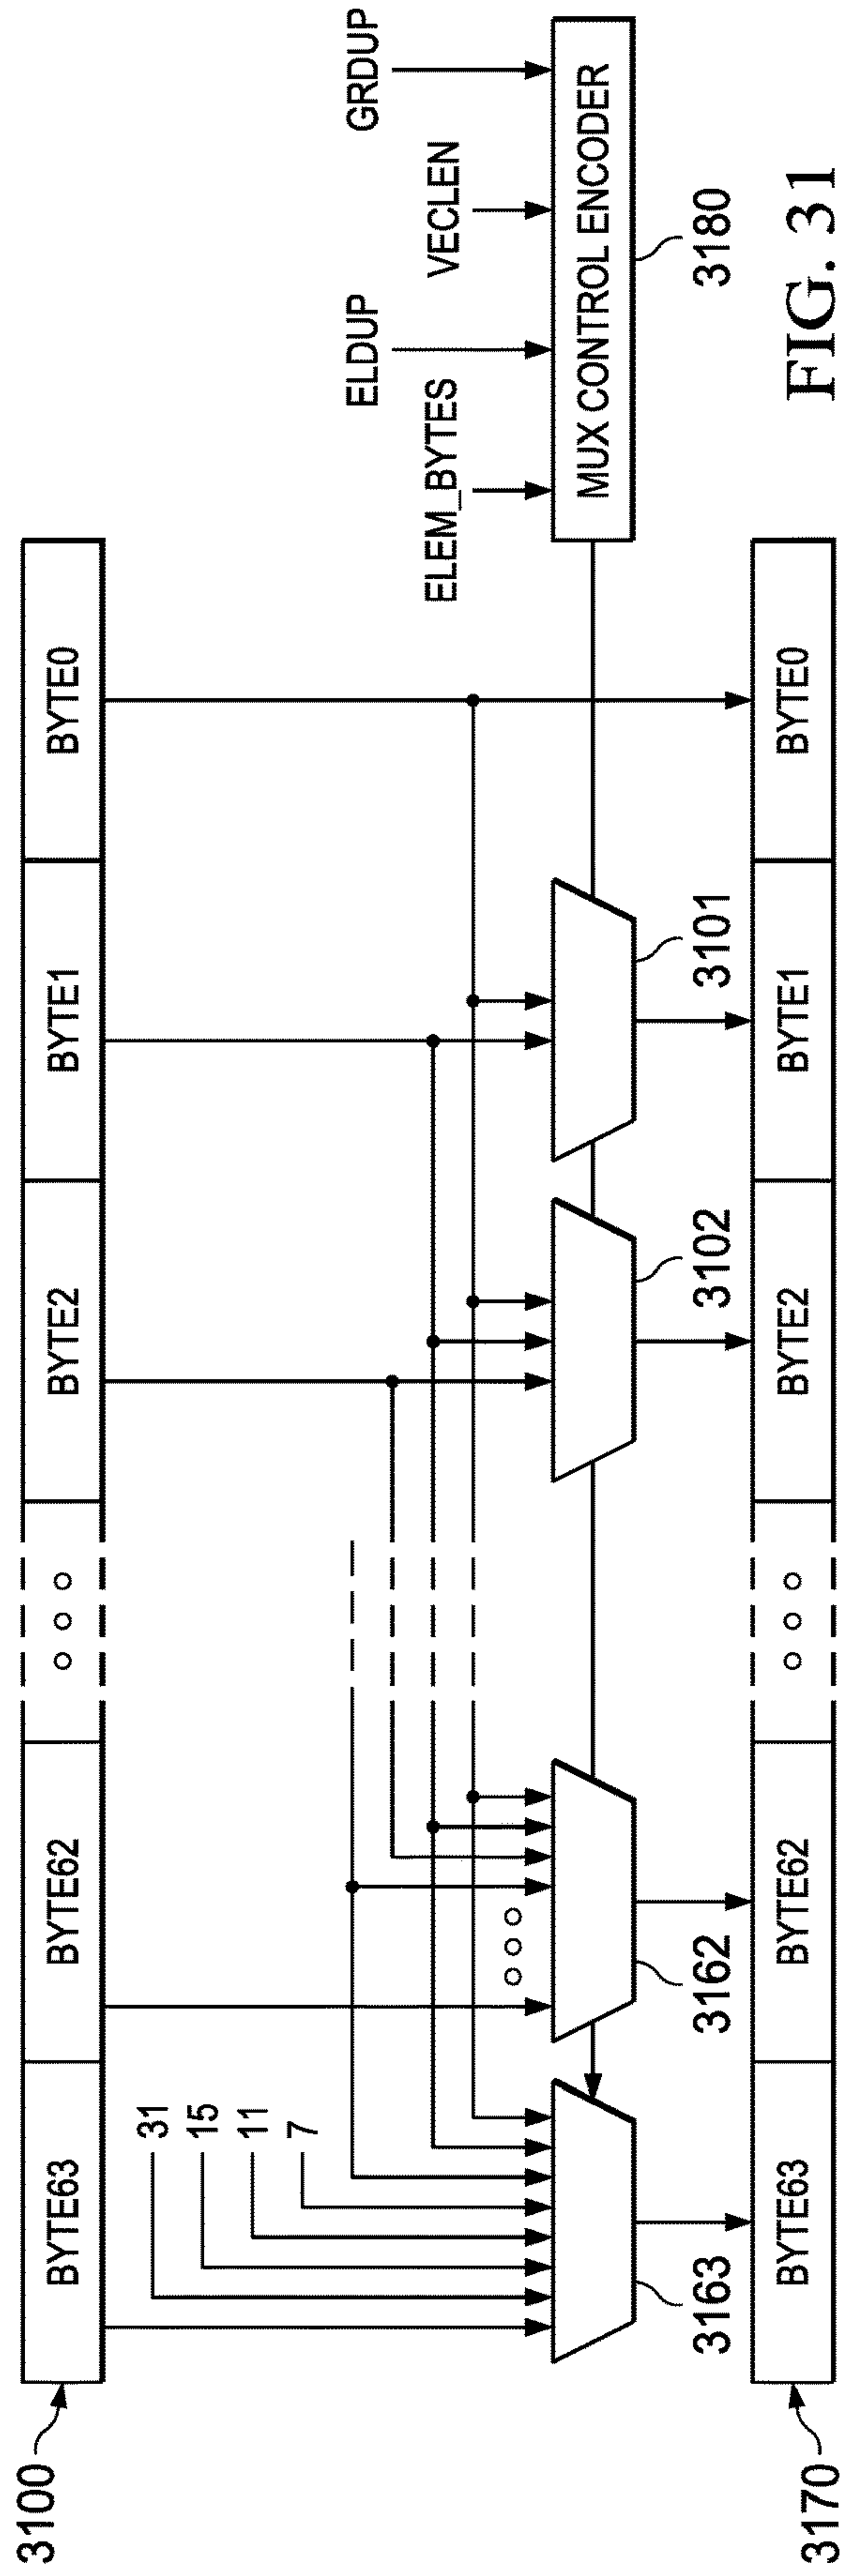 3100
BYTE63
BYTE62
○ ○ ○
BYTE2
BYTE1
BYTE0
31
15
11
7
○ ○ ○
ELEM_BYTES
ELDUP
VECLEN
GRDUP
MUX CONTROL ENCODER
3163
3162
3102
3101
3180
3170
BYTE63
BYTE62
○ ○ ○
BYTE2
BYTE1
BYTE0
FIG. 31